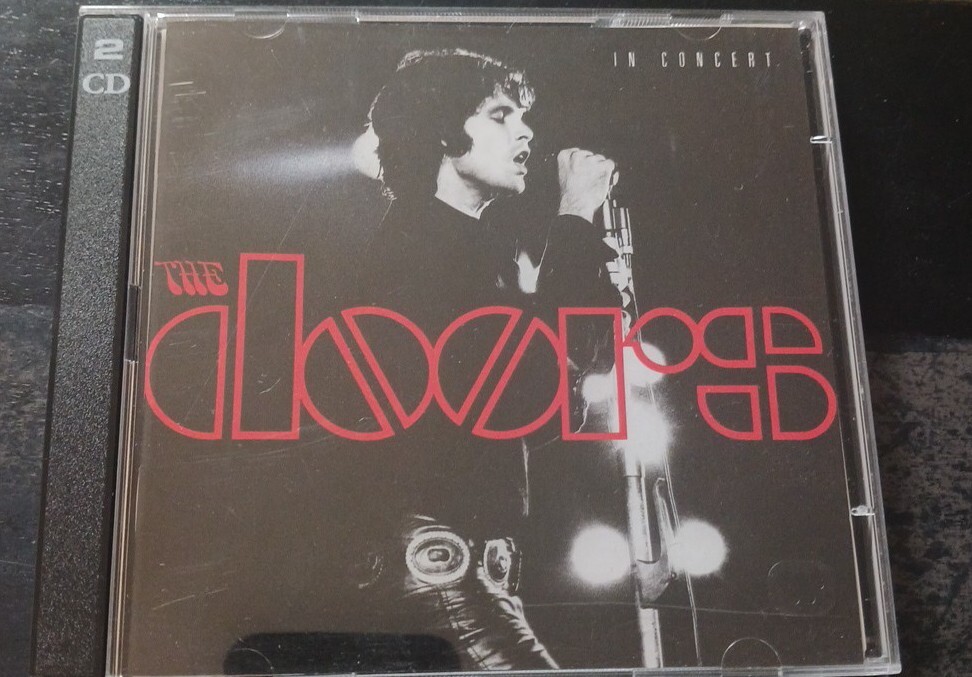 2
CD
IN CONCERT
THE
doors